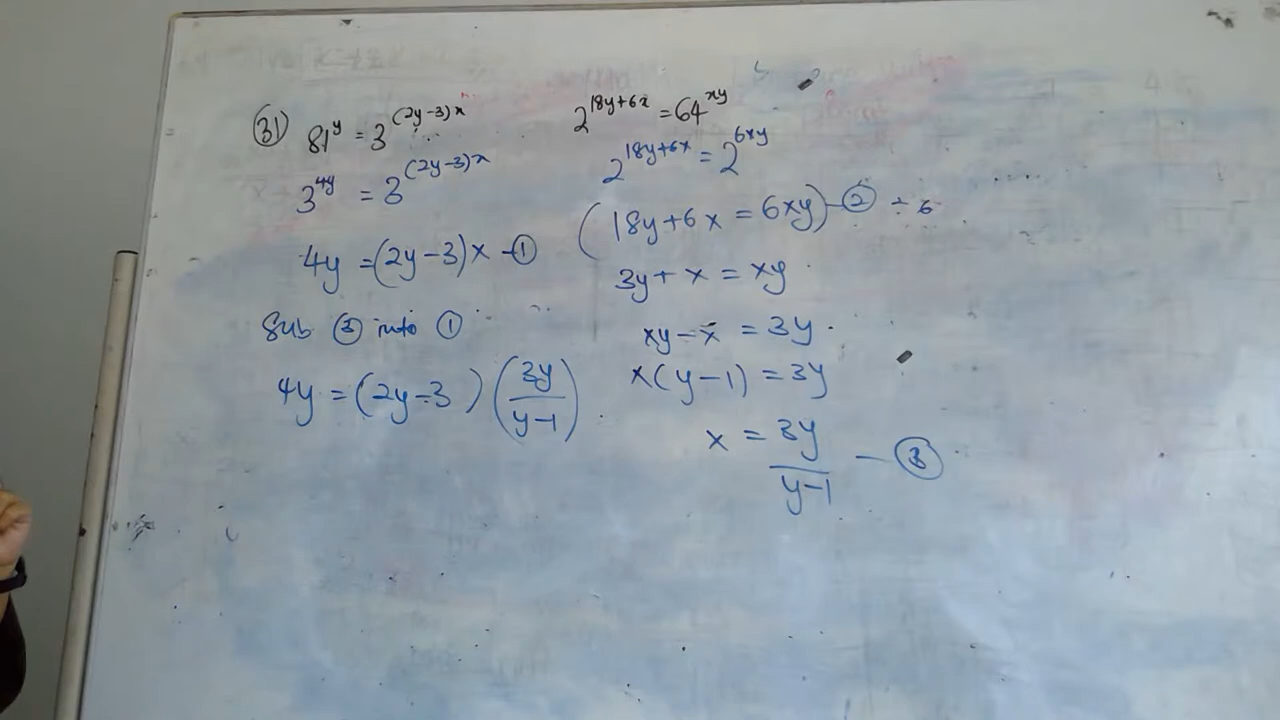 31) 81^y = 3^(2y-3)x
3^4y = 3^(2y-3)x
4y = (2y-3)x - ①
Sub ③ into ①
4y = (2y-3)(3y/y-1)
2^18y+6x = 64^xy
2^18y+6x = 2^6xy
(18y+6x = 6xy) - ② ÷ 6
3y + x = xy
xy - x = 3y
x(y-1) = 3y
x = 3y/y-1 - ③